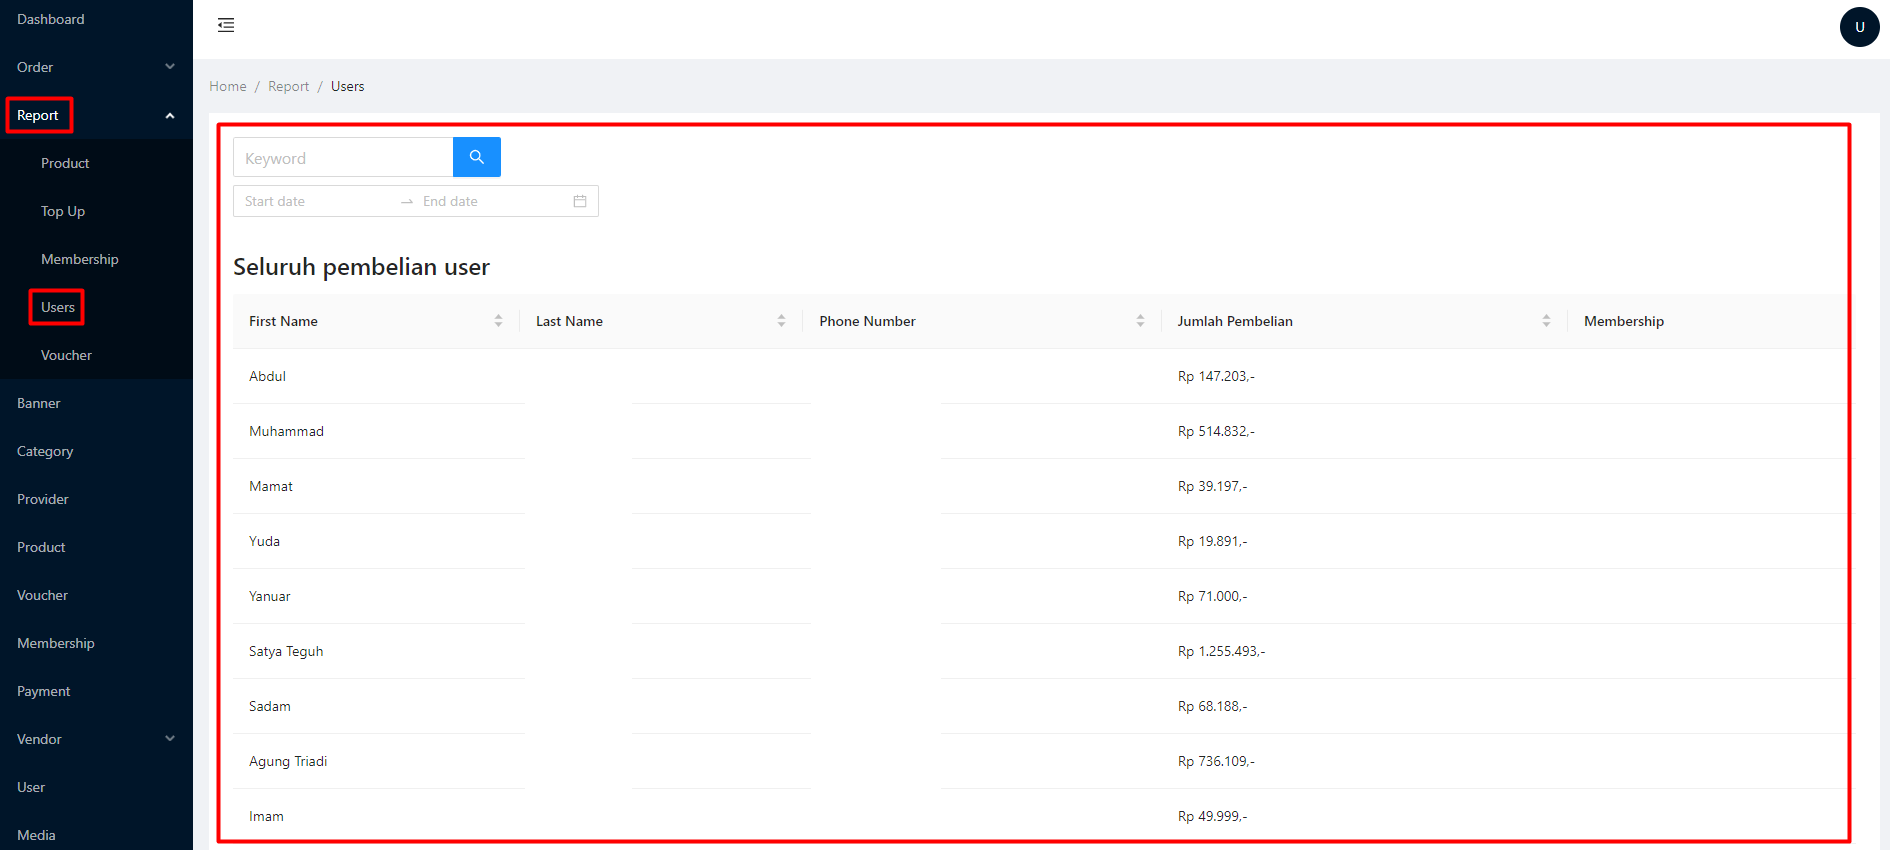 Dashboard
Order
Report
Product
Top Up
Membership
Users
Voucher
Banner
Category
Provider
Product
Voucher
Membership
Payment
Vendor
User
Media
U
Home / Report / Users
Keyword
Start date → End date
Seluruh pembelian user
First Name Last Name Phone Number Jumlah Pembelian Membership
Abdul Rp 147.203,-
Muhammad Rp 514.832,-
Mamat Rp 39.197,-
Yuda Rp 19.891,-
Yanuar Rp 71.000,-
Satya Teguh Rp 1.255.493,-
Sadam Rp 68.188,-
Agung Triadi Rp 736.109,-
Imam Rp 49.999,-